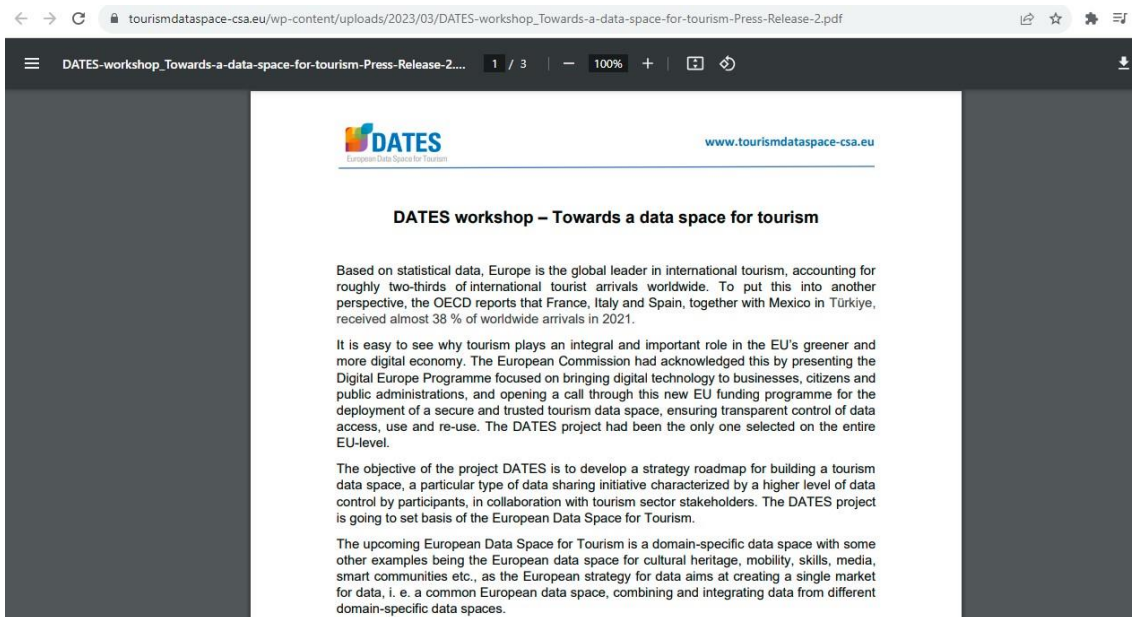 tourismdataspace-csa.eu/wp-content/uploads/2023/03/DATES-workshop_Towards-a-data-space-for-tourism-Press-Release-2.pdf
DATES-workshop_Towards-a-data-space-for-tourism-Press-Release-2.... 1 / 3 100%
DATES
European Data Space for Tourism
www.tourismdataspace-csa.eu
DATES workshop – Towards a data space for tourism
Based on statistical data, Europe is the global leader in international tourism, accounting for
roughly two-thirds of international tourist arrivals worldwide. To put this into another
perspective, the OECD reports that France, Italy and Spain, together with Mexico in Türkiye,
received almost 38 % of worldwide arrivals in 2021.
It is easy to see why tourism plays an integral and important role in the EU's greener and
more digital economy. The European Commission had acknowledged this by presenting the
Digital Europe Programme focused on bringing digital technology to businesses, citizens and
public administrations, and opening a call through this new EU funding programme for the
deployment of a secure and trusted tourism data space, ensuring transparent control of data
access, use and re-use. The DATES project had been the only one selected on the entire
EU-level.
The objective of the project DATES is to develop a strategy roadmap for building a tourism
data space, a particular type of data sharing initiative characterized by a higher level of data
control by participants, in collaboration with tourism sector stakeholders. The DATES project
is going to set basis of the European Data Space for Tourism.
The upcoming European Data Space for Tourism is a domain-specific data space with some
other examples being the European data space for cultural heritage, mobility, skills, media,
smart communities etc., as the European strategy for data aims at creating a single market
for data, i. e. a common European data space, combining and integrating data from different
domain-specific data spaces.